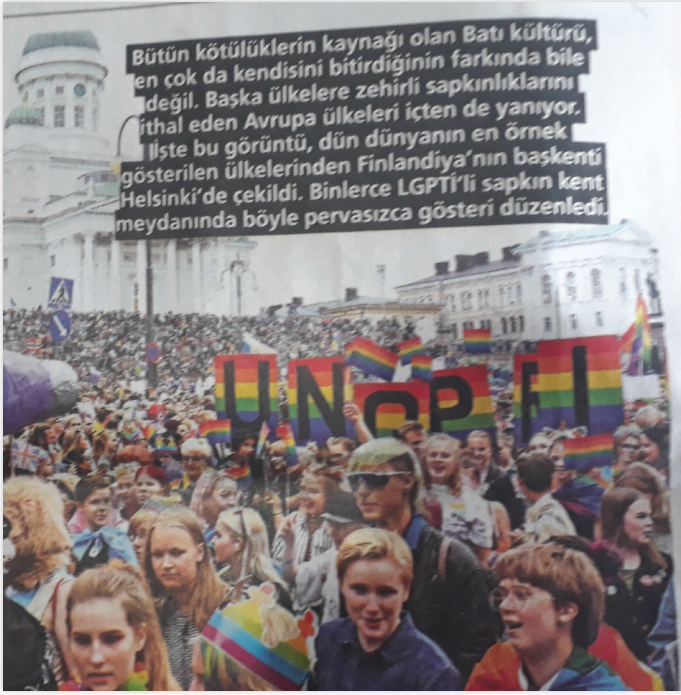 Bütün kötülüklerin kaynağı olan Batı kültürü,
en çok da kendisini bitirdiğinin farkında bile
değil. Başka ülkelere zehirli sapkınlıklarını
ithal eden Avrupa ülkeleri içten de yanıyor.
İşte bu görüntü, dün dünyanın en örnek
gösterilen ülkelerinden Finlandiya'nın başkenti
Helsinki'de çekildi. Binlerce LGPTİ'li sapkın kent
meydanında böyle pervasızca gösteri düzenledi.
UNOP I